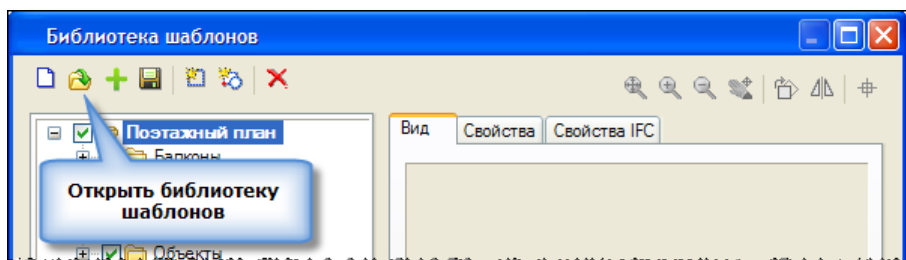 Библиотека шаблонов
Вид Свойства Свойства IFC
Поэтажный план
Балконы
Открыть библиотеку
шаблонов
Объекты